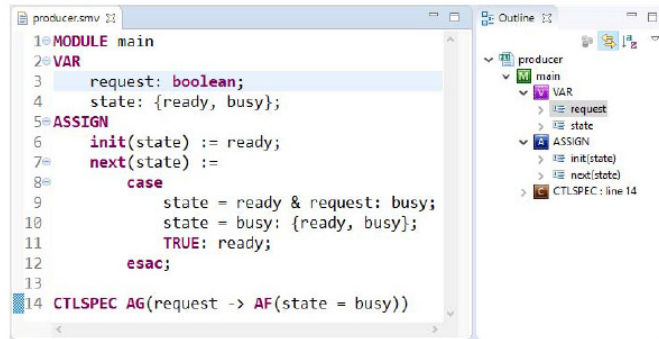 producer.smv
1 MODULE main
2 VAR
3 request: boolean;
4 state: {ready, busy};
5 ASSIGN
6 init(state) := ready;
7 next(state) :=
8 case
9 state = ready & request: busy;
10 state = busy: {ready, busy};
11 TRUE: ready;
12 esac;
13
14 CTLSPEC AG(request -> AF(state = busy))
Outline
producer
M main
V VAR
request
state
A ASSIGN
init(state)
next(state)
C CTLSPEC : line 14